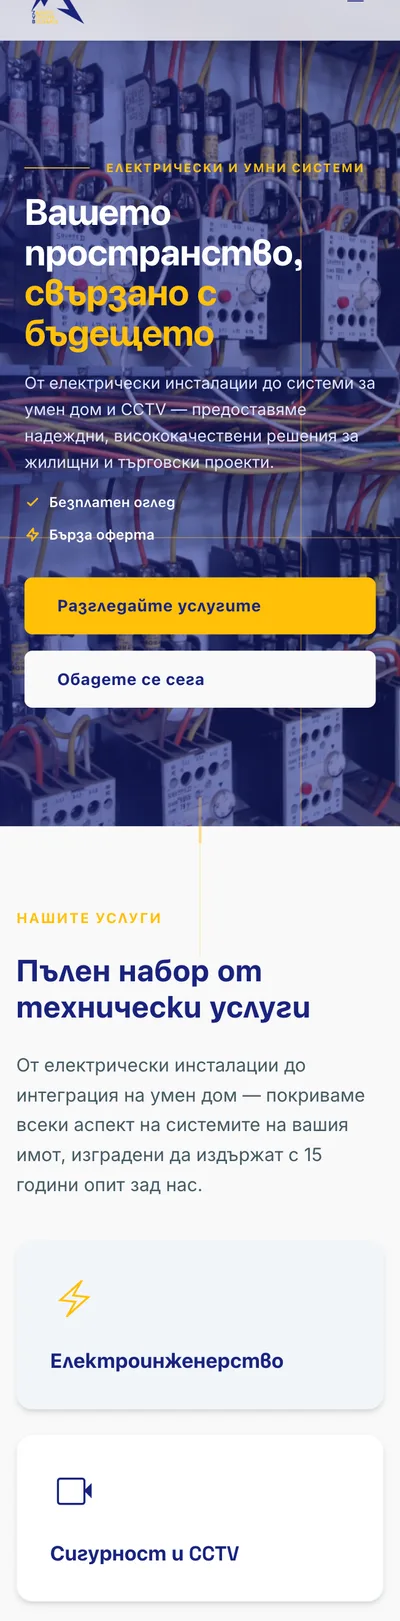 ЕЛЕКТРИЧЕСКИ И УМНИ СИСТЕМИ
Вашето
пространство,
свързано с
бъдещето
От електрически инсталации до системи за
умен дом и CCTV — предоставяме
надеждни, висококачествени решения за
жилищни и търговски проекти.
Безплатен оглед
Бърза оферта
Разгледайте услугите
Обадете се сега
НАШИТЕ УСЛУГИ
Пълен набор от
технически услуги
От електрически инсталации до
интеграция на умен дом — покриваме
всеки аспект на системите на вашия
имот, изградени да издържат с 15
години опит зад нас.
Електроинженерство
Сигурност и CCTV